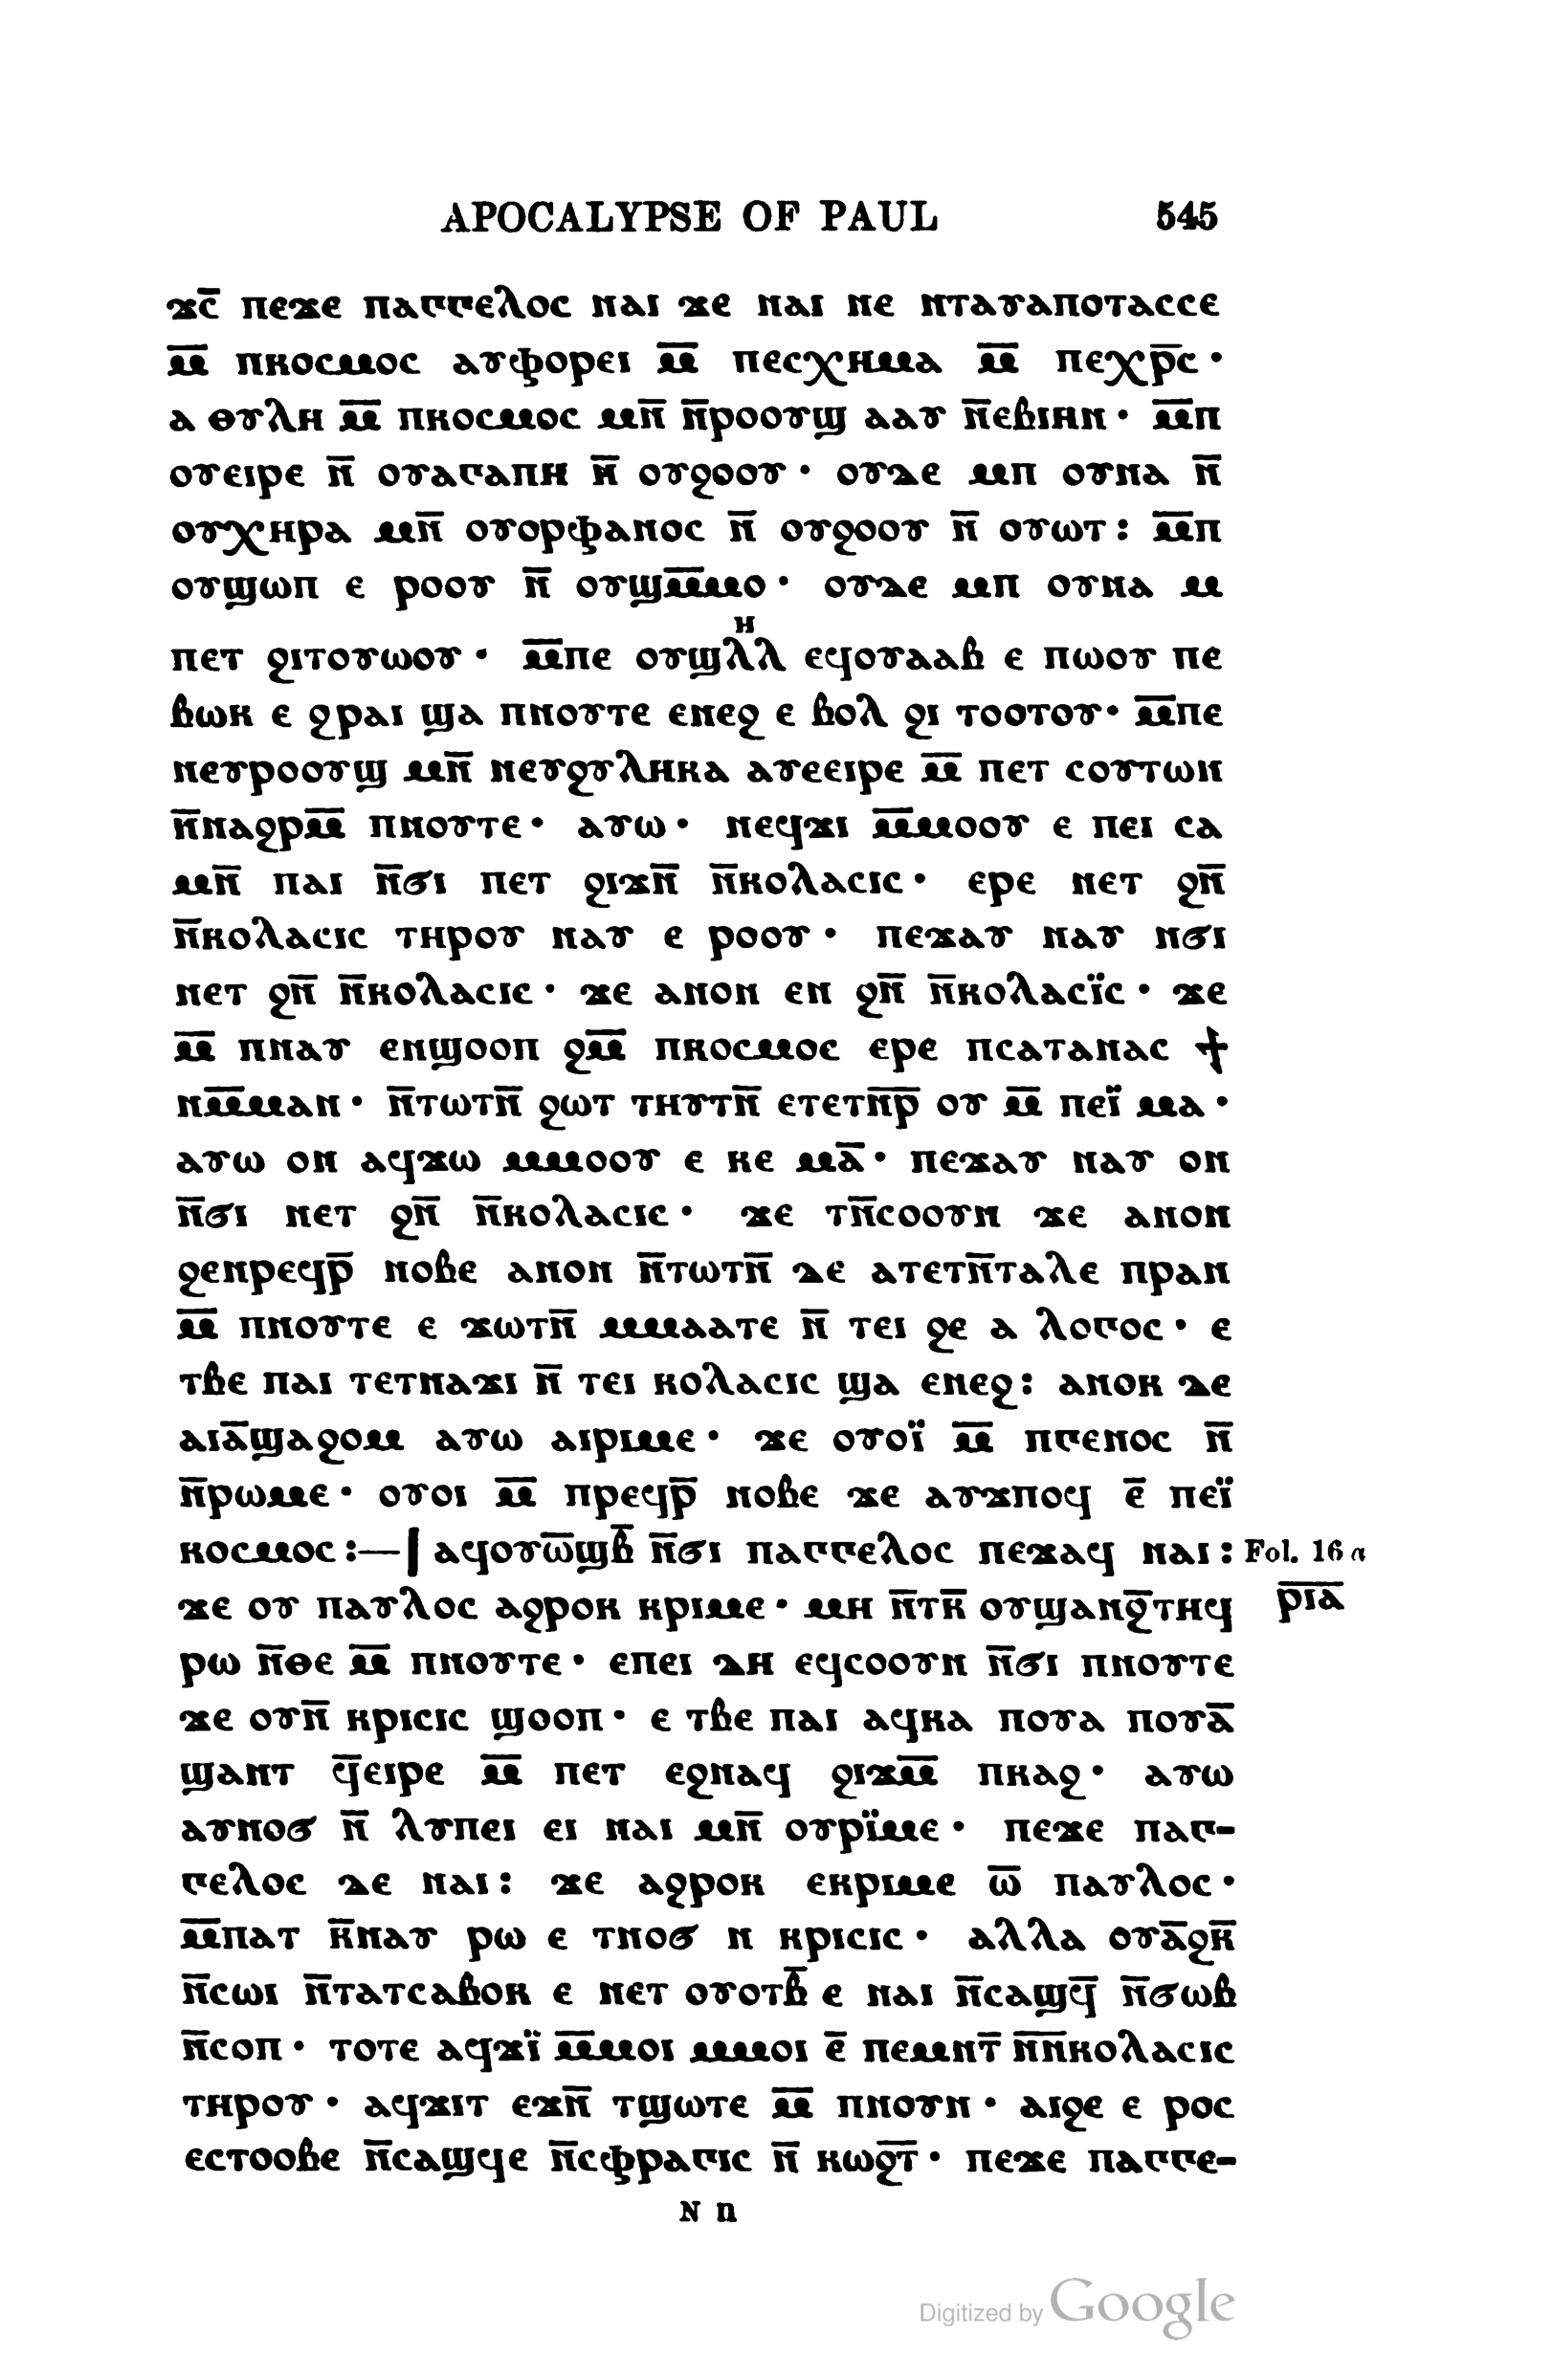 APOCALYPSE OF PAUL 545
ϫⲥ̅ ⲡⲉϫⲉ ⲡⲁⲅⲅⲉⲗⲟⲥ ⲛⲁⲓ ϫⲉ ⲛⲁⲓ ⲛⲉ ⲛⲧⲁⲩⲁⲡⲟⲧⲁⲥⲥⲉ
ⲙ̅ ⲡⲕⲟⲥⲙⲟⲥ ⲁⲩⲫⲟⲣⲉⲓ ⲙ̅ ⲡⲉⲥⲭⲏⲙⲁ ⲙ̅ ⲡⲉⲭⲣ̅ⲥ ·
ⲁ ⲑⲩⲗⲏ ⲙ̅ ⲡⲕⲟⲥⲙⲟⲥ ⲙⲛ̅ ⲛ̅ⲣⲟⲟⲩϣ ⲁⲁⲩ ⲛ̅ⲉⲃⲓⲏⲛ · ⲙ̅ⲡ
ⲟⲩⲉⲓⲣⲉ ⲛ̅ ⲟⲩⲁⲅⲁⲡⲏ ⲛ̅ ⲟⲩϩⲟⲟⲩ · ⲟⲩⲇⲉ ⲙⲡ ⲟⲩⲛⲁ ⲛ̅
ⲟⲩⲭⲏⲣⲁ ⲙⲛ̅ ⲟⲩⲟⲣⲫⲁⲛⲟⲥ ⲛ̅ ⲟⲩϩⲟⲟⲩ ⲛ̅ ⲟⲩⲱⲧ : ⲙ̅ⲡ
ⲟⲩϣⲱⲡ ⲉ ⲣⲟⲟⲩ ⲛ̅ ⲟⲩϣⲙ̅ⲙⲟ · ⲟⲩⲇⲉ ⲙⲡ ⲟⲩⲛⲁ ⲙ
ⲡⲉⲧ ϩⲓⲧⲟⲩⲱⲟⲩ · ⲙ̅ⲡⲉ ⲟⲩϣⲗⲏⲗ ⲉϥⲟⲩⲁⲁⲃ ⲉ ⲡⲱⲟⲩ ⲡⲉ
ⲃⲱⲕ ⲉ ϩⲣⲁⲓ ϣⲁ ⲡⲛⲟⲩⲧⲉ ⲉⲛⲉϩ ⲉ ⲃⲟⲗ ϩⲓ ⲧⲟⲟⲧⲟⲩ · ⲙ̅ⲡⲉ
ⲛⲉⲩⲣⲟⲟⲩϣ ⲙⲛ̅ ⲛⲉⲩϩⲩⲗⲏⲕⲁ ⲁⲩⲉⲉⲓⲣⲉ ⲙ̅ ⲡⲉⲧ ⲥⲟⲩⲧⲱⲛ
ⲛ̅ⲛⲁϩⲣⲙ̅ ⲡⲛⲟⲩⲧⲉ · ⲁⲩⲱ · ⲛⲉϥϫⲓ ⲙ̅ⲙⲟⲟⲩ ⲉ ⲡⲉⲓ ⲥⲁ
ⲙⲛ̅ ⲡⲁⲓ ⲛ̅ϭⲓ ⲡⲉⲧ ϩⲓϫⲛ̅ ⲛ̅ⲕⲟⲗⲁⲥⲓⲥ · ⲉⲣⲉ ⲛⲉⲧ ϩⲛ̅
ⲛ̅ⲕⲟⲗⲁⲥⲓⲥ ⲧⲏⲣⲟⲩ ⲛⲁⲩ ⲉ ⲣⲟⲟⲩ · ⲡⲉϫⲁⲩ ⲛⲁⲩ ⲛϭⲓ
ⲛⲉⲧ ϩⲛ̅ ⲛ̅ⲕⲟⲗⲁⲥⲓⲥ · ϫⲉ ⲁⲛⲟⲛ ⲉⲛ ϩⲛ̅ ⲛ̅ⲕⲟⲗⲁⲥⲓ̈ⲥ · ϫⲉ
ⲙ̅ ⲡⲛⲁⲩ ⲉⲛϣⲟⲟⲡ ϩⲙ̅ ⲡⲕⲟⲥⲙⲟⲥ ⲉⲣⲉ ⲡⲥⲁⲧⲁⲛⲁⲥ ϯ
ⲛⲙ̅ⲙⲁⲛ · ⲛ̅ⲧⲱⲧⲛ̅ ϩⲱⲧ ⲧⲏⲩⲧⲛ̅ ⲉⲧⲉⲧⲛ̅ⲣ̅ ⲟⲩ ⲙ̅ ⲡⲉⲓ̈ ⲙⲁ ·
ⲁⲩⲱ ⲟⲛ ⲁϥϫⲱ ⲙⲙⲟⲟⲩ ⲉ ⲕⲉ ⲙⲁ̅ · ⲡⲉϫⲁⲩ ⲛⲁⲩ ⲟⲛ
ⲛ̅ϭⲓ ⲛⲉⲧ ϩⲛ̅ ⲛ̅ⲕⲟⲗⲁⲥⲓⲥ · ϫⲉ ⲧⲛ̅ⲥⲟⲟⲩⲛ ϫⲉ ⲁⲛⲟⲛ
ϩⲉⲛⲣⲉϥⲣ̅ ⲛⲟⲃⲉ ⲁⲛⲟⲛ ⲛ̅ⲧⲱⲧⲛ̅ ⲇⲉ ⲁⲧⲉⲧⲛ̅ⲧⲁⲗⲉ ⲡⲣⲁⲛ
ⲙ̅ ⲡⲛⲟⲩⲧⲉ ⲉ ϫⲱⲧⲛ̅ ⲙⲙⲁⲁⲧⲉ ⲛ̅ ⲧⲉⲓ ϩⲉ ⲁ ⲗⲟⲅⲟⲥ · ⲉ
ⲧⲃⲉ ⲡⲁⲓ ⲧⲉⲧⲛⲁϫⲓ ⲛ̅ ⲧⲉⲓ ⲕⲟⲗⲁⲥⲓⲥ ϣⲁ ⲉⲛⲉϩ : ⲁⲛⲟⲕ ⲇⲉ
ⲁⲓⲁ̅ϣⲁϩⲟⲙ ⲁⲩⲱ ⲁⲓⲣⲓⲙⲉ · ϫⲉ ⲟⲩⲟⲓ̈ ⲙ̅ ⲡⲅⲉⲛⲟⲥ ⲛ̅
ⲛ̅ⲣⲱⲙⲉ · ⲟⲩⲟⲓ ⲙ̅ ⲡⲣⲉϥⲣ̅ ⲛⲟⲃⲉ ϫⲉ ⲁⲩϫⲡⲟϥ ⲉ̅ ⲡⲉⲓ̈
ⲕⲟⲥⲙⲟⲥ :—| ⲁϥⲟⲩⲱ̅ϣⲃ̅ ⲛ̅ϭⲓ ⲡⲁⲅⲅⲉⲗⲟⲥ ⲡⲉϫⲁϥ ⲛⲁⲓ : Fol. 16 a
ϫⲉ ⲟⲩ ⲡⲁⲩⲗⲟⲥ ⲁϩⲣⲟⲕ ⲕⲣⲓⲙⲉ · ⲙⲏ ⲛ̅ⲧⲕ̅ ⲟⲩϣⲁⲛϩ̅ⲧⲏϥ ⲣ̅ⲓ̅ⲁ̅
ⲣⲱ ⲛ̅ⲑⲉ ⲙ̅ ⲡⲛⲟⲩⲧⲉ · ⲉⲡⲉⲓ ⲇⲏ ⲉϥⲥⲟⲟⲩⲛ ⲛ̅ϭⲓ ⲡⲛⲟⲩⲧⲉ
ϫⲉ ⲟⲩⲛ̅ ⲕⲣⲓⲥⲓⲥ ϣⲟⲟⲡ · ⲉ ⲧⲃⲉ ⲡⲁⲓ ⲁϥⲕⲁ ⲡⲟⲩⲁ ⲡⲟⲩⲁ̅
ϣⲁⲛⲧ ϥ̅ⲉⲓⲣⲉ ⲙ̅ ⲡⲉⲧ ⲉϩⲛⲁϥ ϩⲓϫⲙ̅ ⲡⲕⲁϩ · ⲁⲩⲱ
ⲁⲩⲛⲟϭ ⲛ̅ ⲗⲩⲡⲉⲓ ⲉⲓ ⲛⲁⲓ ⲙⲛ̅ ⲟⲩⲣⲓ̈ⲙⲉ · ⲡⲉϫⲉ ⲡⲁⲅ-
ⲅⲉⲗⲟⲥ ⲇⲉ ⲛⲁⲓ : ϫⲉ ⲁϩⲣⲟⲕ ⲉⲕⲣⲓⲙⲉ ⲱ̅ ⲡⲁⲩⲗⲟⲥ ·
ⲙ̅ⲡⲁⲧ ⲕ̅ⲛⲁⲩ ⲣⲱ ⲉ ⲧⲛⲟϭ ⲛ ⲕⲣⲓⲥⲓⲥ · ⲁⲗⲗⲁ ⲟⲩⲁ̅ϩⲕ̅
ⲛ̅ⲥⲱⲓ ⲛ̅ⲧⲁⲧⲥⲁⲃⲟⲕ ⲉ ⲛⲉⲧ ⲟⲩⲟⲧⲃ̅ ⲉ ⲛⲁⲓ ⲛ̅ⲥⲁϣϥ̅ ⲛ̅ϭⲱⲃ
ⲛ̅ⲥⲟⲡ · ⲧⲟⲧⲉ ⲁϥϫⲓ̈ ⲙ̅ⲙⲟⲓ ⲙⲙⲟⲓ ⲉ̅ ⲡⲉⲙⲛⲧ̅ ⲛ̅ⲛ̅ⲕⲟⲗⲁⲥⲓⲥ
ⲧⲏⲣⲟⲩ · ⲁϥϫⲓⲧ ⲉϫⲛ̅ ⲧϣⲱⲧⲉ ⲙ̅ ⲡⲛⲟⲩⲛ · ⲁⲓϩⲉ ⲉ ⲣⲟⲥ
ⲉⲥⲧⲟⲟⲃⲉ ⲛ̅ⲥⲁϣϥⲉ ⲛ̅ⲥⲫⲣⲁⲅⲓⲥ ⲛ̅ ⲕⲱϩ̅ⲧ̅ · ⲡⲉϫⲉ ⲡⲁⲅⲅⲉ-
N n
Digitized by Google